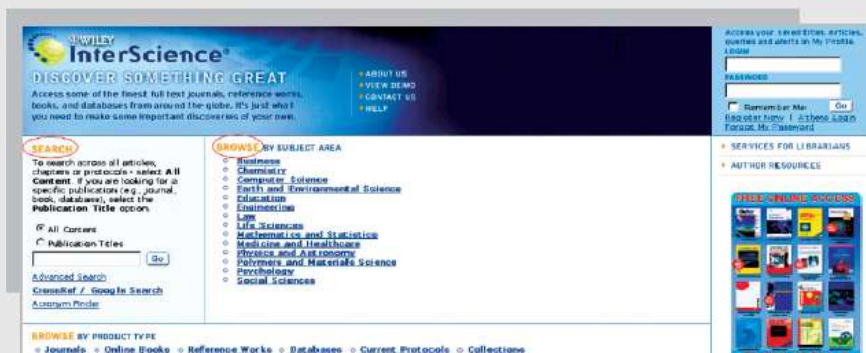 WILEY
InterScience®
DISCOVER SOMETHING GREAT
Access some of the finest full text journals, reference works,
books, and databases from around the globe. It's just what
you need to make some important discoveries of your own.
ABOUT US
VIEW DEMO
CONTACT US
HELP
Access your saved titles, articles,
queries and alerts in My Profile.
LOGIN
PASSWORD
Remember Me Go
Register Now | Athens Login
Forgot My Password
SERVICES FOR LIBRARIANS
AUTHOR RESOURCES
FREE ONLINE ACCESS
SEARCH
To search across all articles,
chapters or protocols - select All
Content. If you are looking for a
specific publication (e.g., journal,
book, database), select the
Publication Title option.
All Content
Publication Titles
Go
Advanced Search
CrossRef / Google Search
Acronym Finder
BROWSE BY SUBJECT AREA
Business
Chemistry
Computer Science
Earth and Environmental Science
Education
Engineering
Law
Life Sciences
Mathematics and Statistics
Medicine and Healthcare
Physics and Astronomy
Polymers and Materials Science
Psychology
Social Sciences
BROWSE BY PRODUCT TYPE
Journals Online Books Reference Works Databases Current Protocols Collections